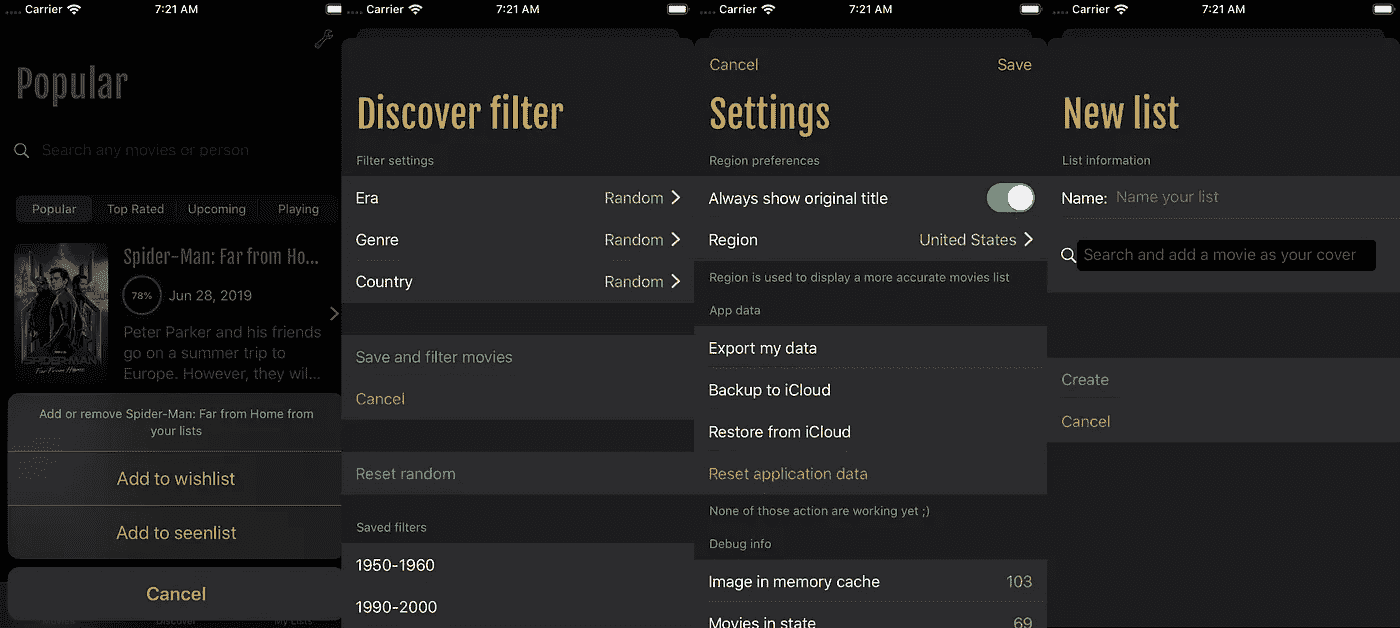 Carrier 7:21 AM
Popular
Search any movies or person
Popular Top Rated Upcoming Playing
Spider-Man: Far from Ho...
78% Jun 28, 2019
Peter Parker and his friends
go on a summer trip to
Europe. However, they wil...
SPIDER-MAN
Far From Home
Add or remove Spider-Man: Far from Home from
your lists
Add to wishlist
Add to seenlist
Cancel
Discover My Lists
Carrier 7:21 AM
Discover filter
Filter settings
Era Random
Genre Random
Country Random
Save and filter movies
Cancel
Reset random
Saved filters
1950-1960
1990-2000
Carrier 7:21 AM
Cancel Save
Settings
Region preferences
Always show original title
Region United States
Region is used to display a more accurate movies list
App data
Export my data
Backup to iCloud
Restore from iCloud
Reset application data
None of those action are working yet ;)
Debug info
Image in memory cache 103
Movies in state 69
Carrier 7:21 AM
New list
List information
Name: Name your list
Search and add a movie as your cover
Create
Cancel